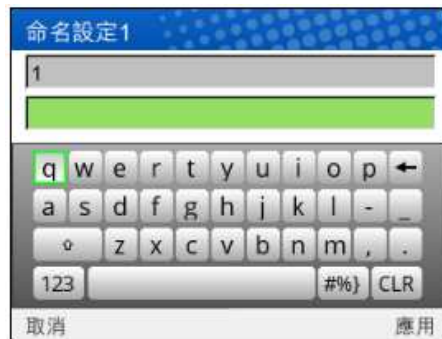 命名設定1
1
q w e r t y u i o p ←
a s d f g h j k l - _
⇧ z x c v b n m , .
123 #%} CLR
取消 應用